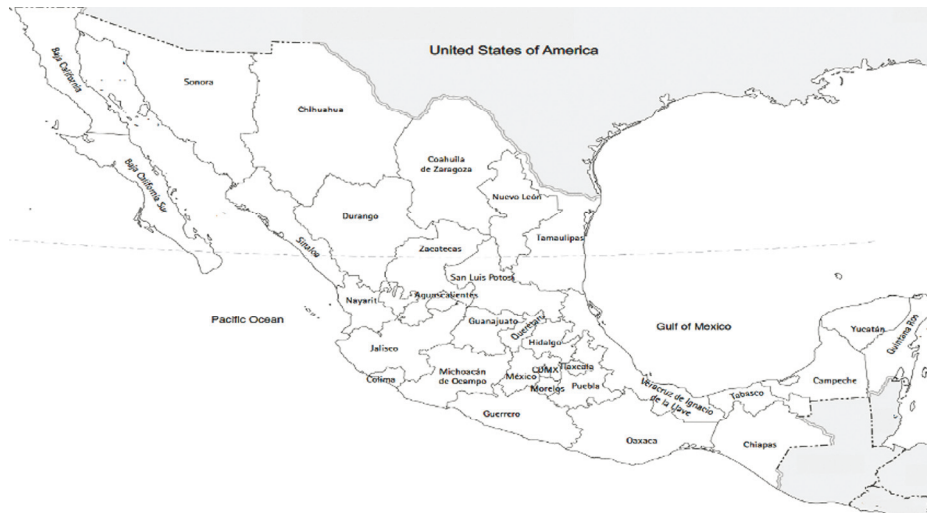 United States of America
Baja California
Sonora
Chihuahua
Coahuila
de Zaragoza
Baja California Sur
Nuevo León
Durango
Tamaulipas
Sinaloa
Zacatecas
San Luis Potosí
Nayarit
Aguascalientes
Pacific Ocean
Guanajuato
Querétaro
Gulf of Mexico
Yucatán
Quintana Roo
Hidalgo
Jalisco
Colima
Michoacán
de Ocampo
México
CDMX
Tlaxcala
Morelos
Puebla
Veracruz de Ignacio
de la Llave
Tabasco
Campeche
Guerrero
Oaxaca
Chiapas